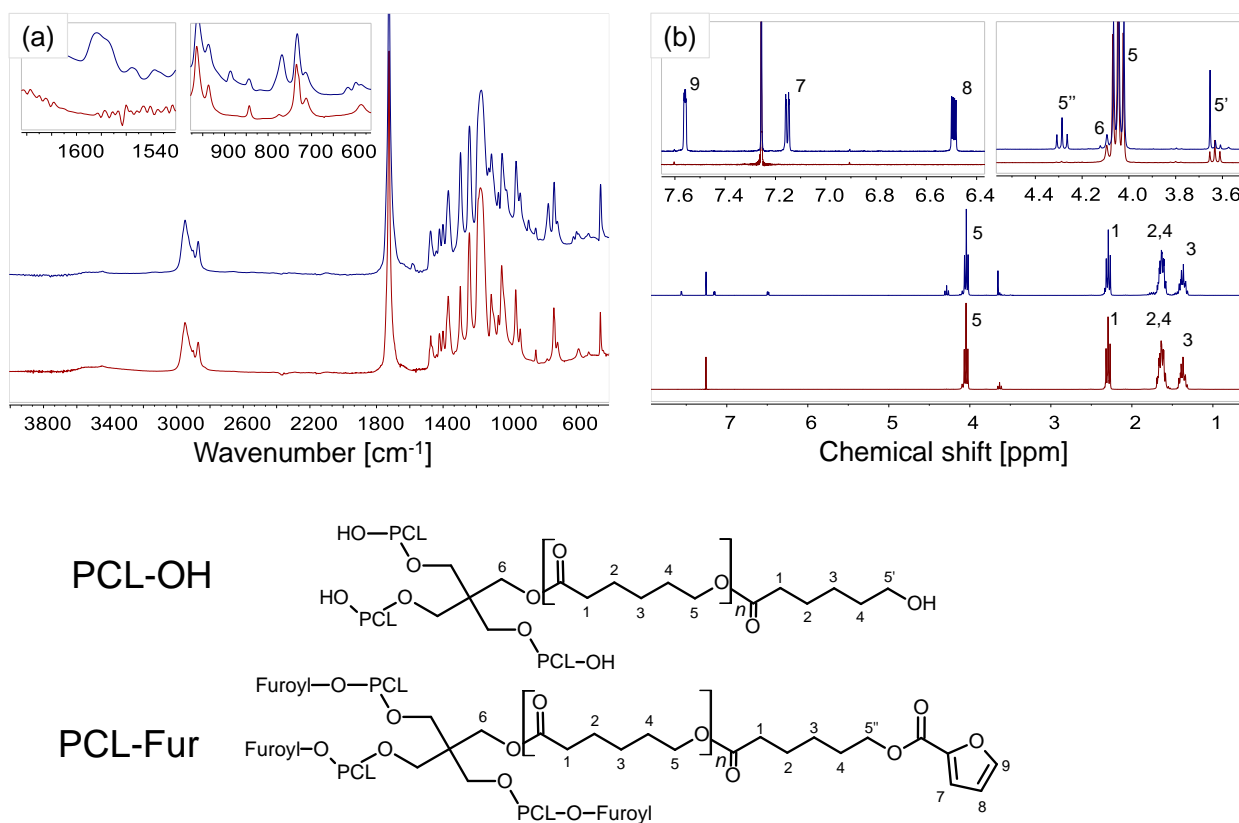 (a)
1600 1540
900 800 700 600
4000 3800 3000 2600 2200 1800 1400 1000 600
Wavenumber [cm-1]
(b)
9 7 8
7.6 7.4 7.2 7.0 6.8 6.6 6.4
5'' 6 5 5'
4.4 4.2 4.0 3.8 3.6
5 1 2,4 3
5 1 2,4 3
7 6 5 4 3 2 1
Chemical shift [ppm]
PCL-OH
HO PCL
O
HO PCL O
O
PCL OH
6
O
O
2 4
1 3 5
O
n
O
1 3 5'
2 4
OH
PCL-Fur
Furoyl O PCL
O
Furoyl O
PCL O
O
PCL O Furoyl
6
O
O
2 4
1 3 5
O
n
O
1 3 5''
2 4
O
O
O
7 8 9